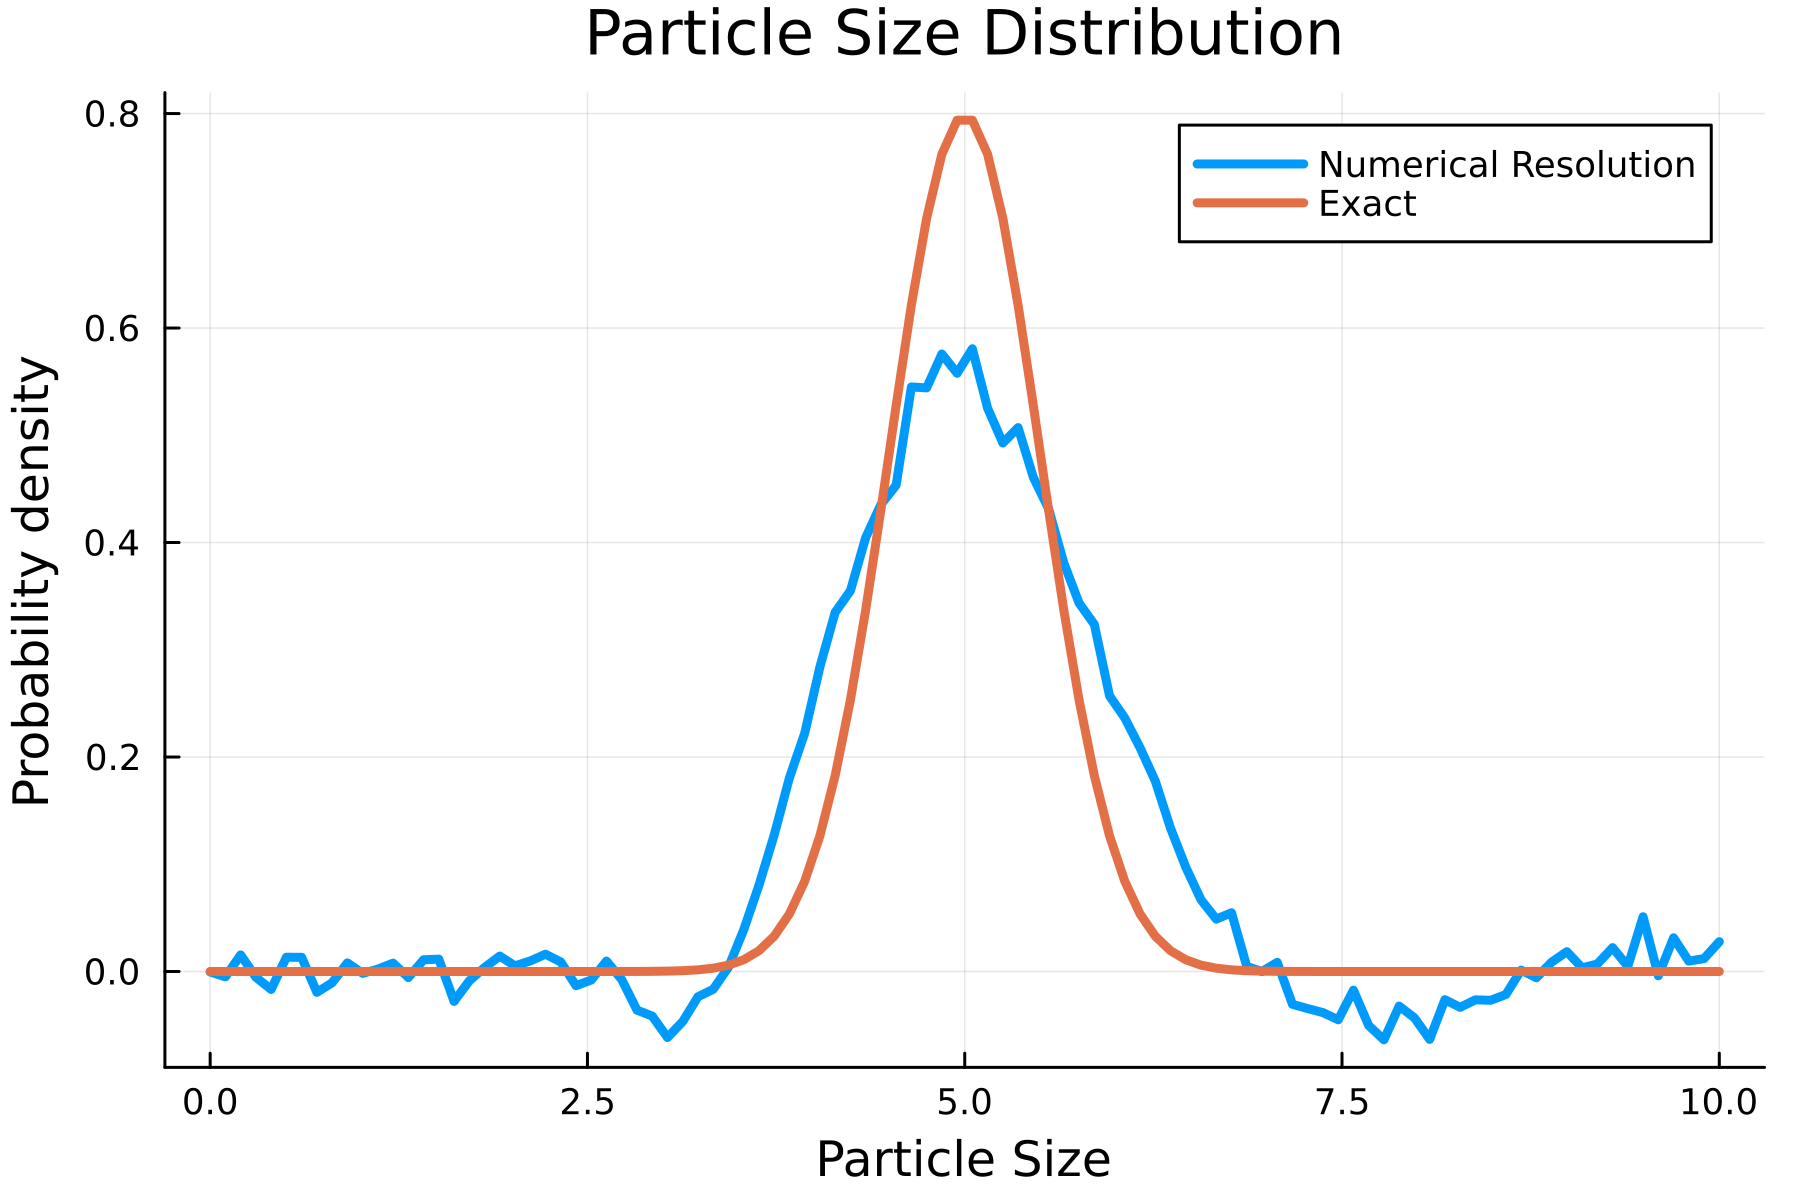 Particle Size Distribution
Numerical Resolution
Exact
Probability density
0.8
0.6
0.4
0.2
0.0
0.0 2.5 5.0 7.5 10.0
Particle Size